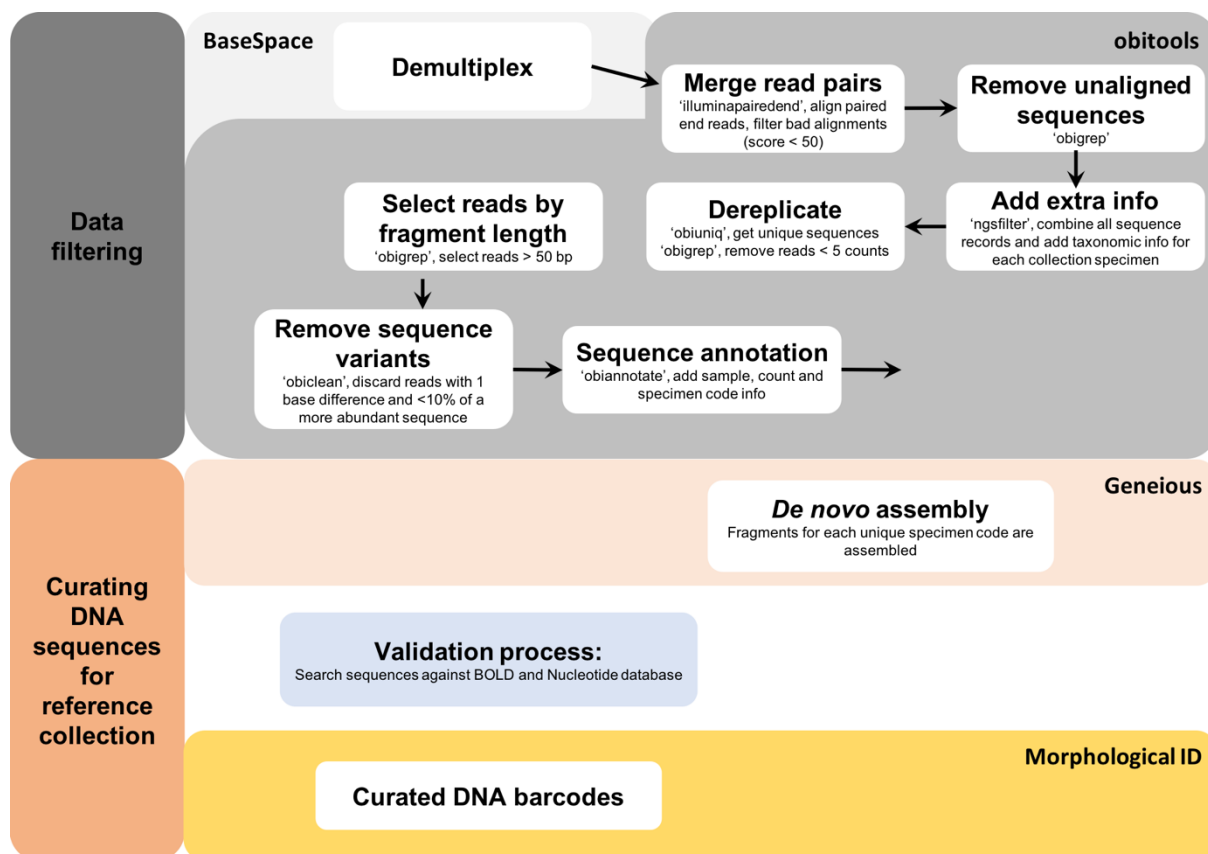 BaseSpace
obitools
Demultiplex
Merge read pairs
‘illuminapairedend’, align paired
end reads, filter bad alignments
(score < 50)
Remove unaligned
sequences
‘obigrep’
Data
filtering
Select reads by
fragment length
‘obigrep’, select reads > 50 bp
Dereplicate
‘obiuniq’, get unique sequences
‘obigrep’, remove reads < 5 counts
Add extra info
‘ngsfilter’, combine all sequence
records and add taxonomic info for
each collection specimen
Remove sequence
variants
‘obiclean’, discard reads with 1
base difference and <10% of a
more abundant sequence
Sequence annotation
‘obiannotate’, add sample, count and
specimen code info
Geneious
De novo assembly
Fragments for each unique specimen code are
assembled
Curating
DNA
sequences
for
reference
collection
Validation process:
Search sequences against BOLD and Nucleotide database
Morphological ID
Curated DNA barcodes